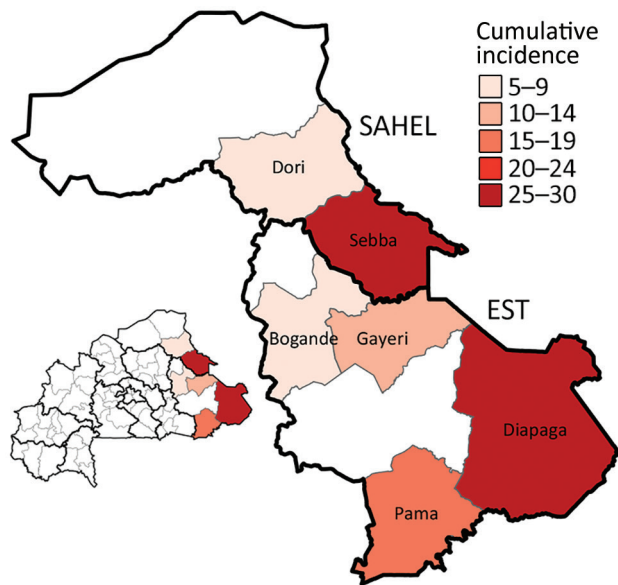 Cumulative
incidence
5–9
10–14
15–19
20–24
25–30
SAHEL
Dori
Sebba
EST
Bogande
Gayeri
Diapaga
Pama